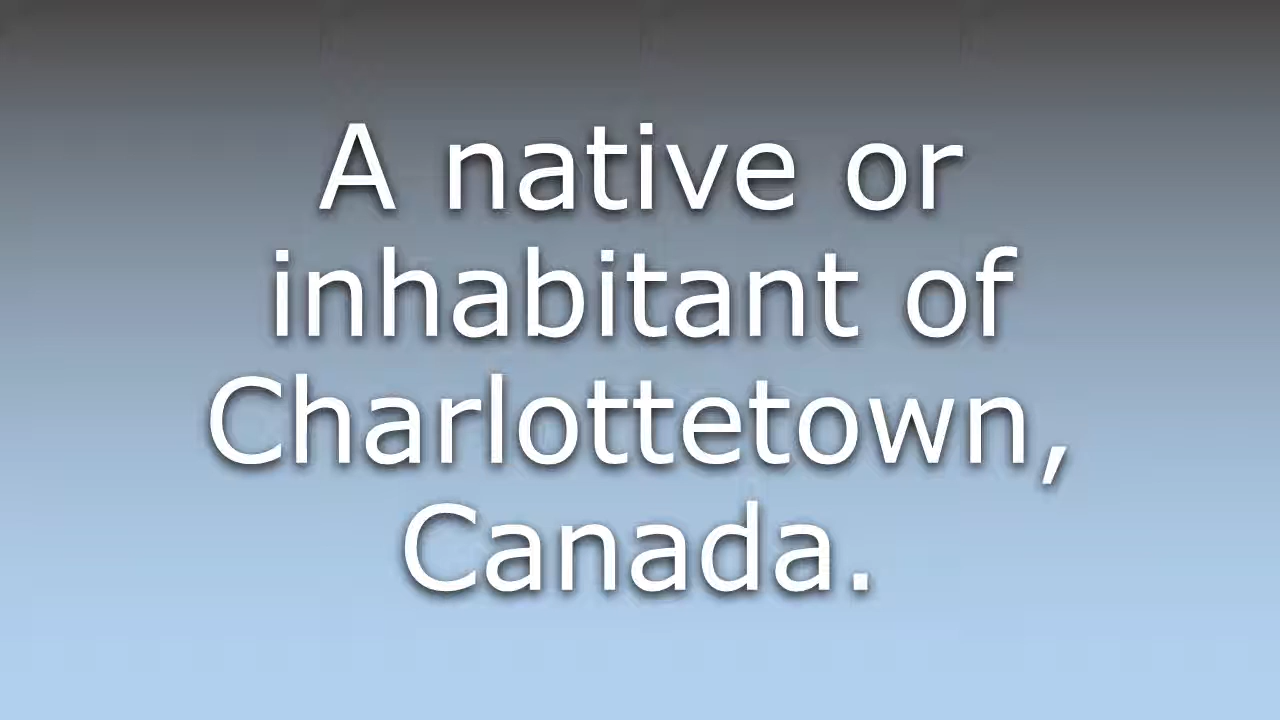 A native or
inhabitant of
Charlottetown,
Canada.